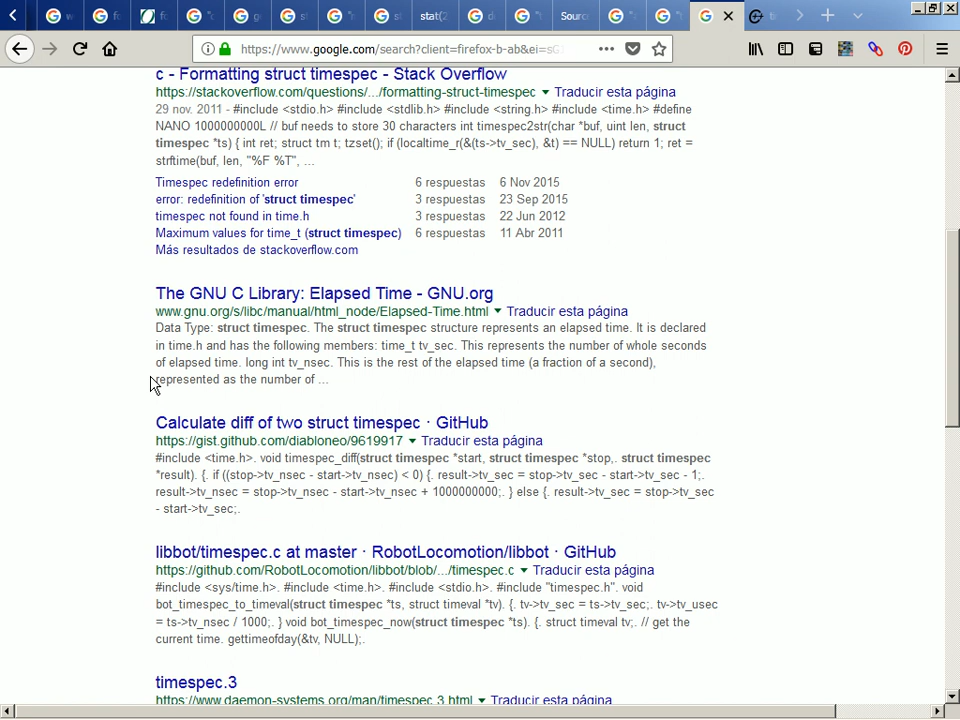 w
f
fo
"c
g
st
"
s
stat(2
d
"
Sourc
"
"
ti
https://www.google.com/search?client=firefox-b-ab&ei=sG
c - Formatting struct timespec - Stack Overflow
https://stackoverflow.com/questions/.../formatting-struct-timespec ▼ Traducir esta página
29 nov. 2011 - #include <stdio.h> #include <stdlib.h> #include <string.h> #include <time.h> #define
NANO 1000000000L // buf needs to store 30 characters int timespec2str(char *buf, uint len, struct
timespec *ts) { int ret; struct tm t; tzset(); if (localtime_r(&(ts->tv_sec), &t) == NULL) return 1; ret =
strftime(buf, len, "%F %T", ...
Timespec redefinition error 6 respuestas 6 Nov 2015
error: redefinition of 'struct timespec' 3 respuestas 23 Sep 2015
timespec not found in time.h 3 respuestas 22 Jun 2012
Maximum values for time_t (struct timespec) 6 respuestas 11 Abr 2011
Más resultados de stackoverflow.com
The GNU C Library: Elapsed Time - GNU.org
www.gnu.org/s/libc/manual/html_node/Elapsed-Time.html ▼ Traducir esta página
Data Type: struct timespec. The struct timespec structure represents an elapsed time. It is declared
in time.h and has the following members: time_t tv_sec. This represents the number of whole seconds
of elapsed time. long int tv_nsec. This is the rest of the elapsed time (a fraction of a second),
represented as the number of ...
Calculate diff of two struct timespec · GitHub
https://gist.github.com/diabloneo/9619917 ▼ Traducir esta página
#include <time.h>. void timespec_diff(struct timespec *start, struct timespec *stop,. struct timespec
*result). {. if ((stop->tv_nsec - start->tv_nsec) < 0) {. result->tv_sec = stop->tv_sec - start->tv_sec - 1;.
result->tv_nsec = stop->tv_nsec - start->tv_nsec + 1000000000;. } else {. result->tv_sec = stop->tv_sec
- start->tv_sec;.
libbot/timespec.c at master · RobotLocomotion/libbot · GitHub
https://github.com/RobotLocomotion/libbot/blob/.../timespec.c ▼ Traducir esta página
#include <sys/time.h>. #include <time.h>. #include <stdio.h>. #include "timespec.h". void
bot_timespec_to_timeval(struct timespec *ts, struct timeval *tv). {. tv->tv_sec = ts->tv_sec;. tv->tv_usec
= ts->tv_nsec / 1000;. } void bot_timespec_now(struct timespec *ts). {. struct timeval tv;. // get the
current time. gettimeofday(&tv, NULL);.
timespec.3
https://www.daemon-systems.org/man/timespec.3.html ▼ Traducir esta página